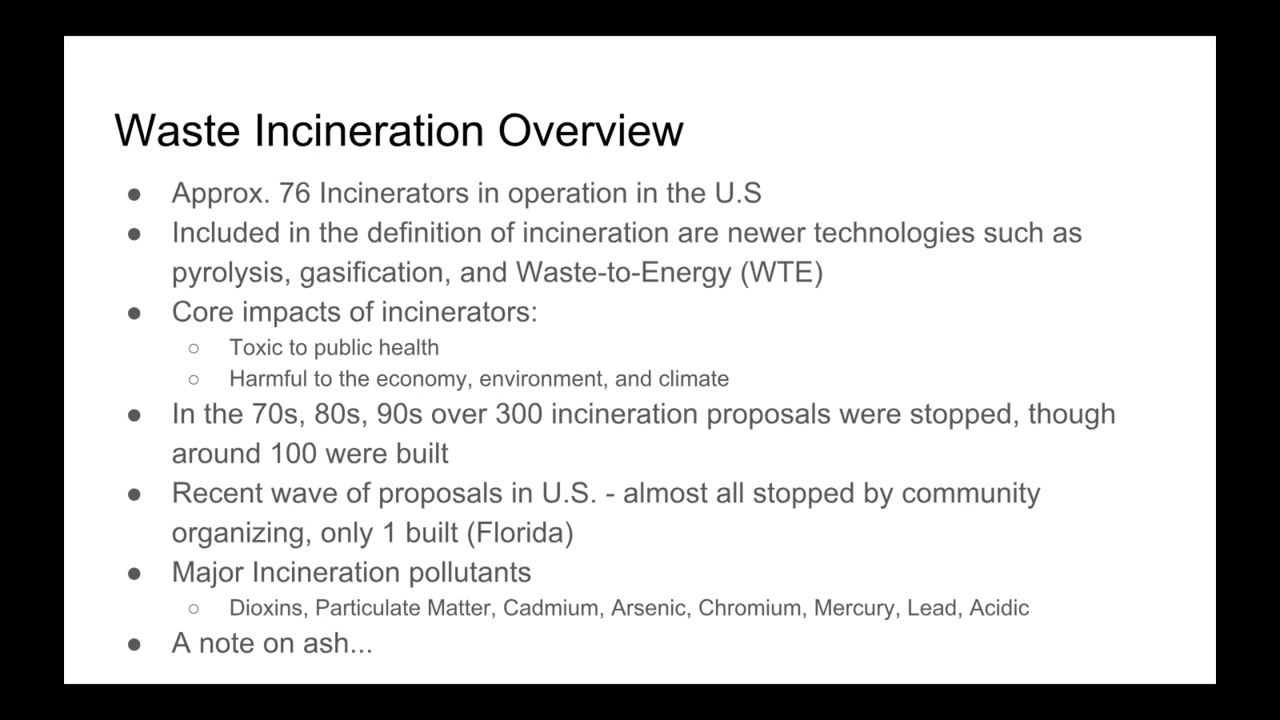 Waste Incineration Overview
● Approx. 76 Incinerators in operation in the U.S
● Included in the definition of incineration are newer technologies such as
pyrolysis, gasification, and Waste-to-Energy (WTE)
● Core impacts of incinerators:
○ Toxic to public health
○ Harmful to the economy, environment, and climate
● In the 70s, 80s, 90s over 300 incineration proposals were stopped, though
around 100 were built
● Recent wave of proposals in U.S. - almost all stopped by community
organizing, only 1 built (Florida)
● Major Incineration pollutants
○ Dioxins, Particulate Matter, Cadmium, Arsenic, Chromium, Mercury, Lead, Acidic
● A note on ash...